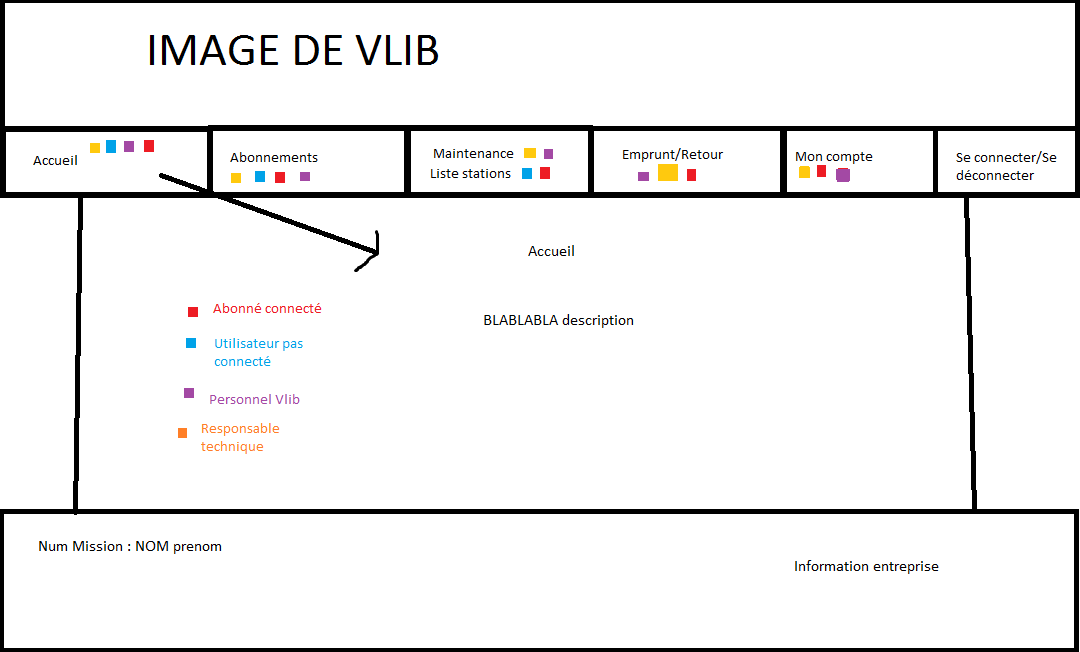 IMAGE DE VLIB
Accueil
Abonnements
Maintenance
Liste stations
Emprunt/Retour
Mon compte
Se connecter/Se
déconnecter
Accueil
BLABLABLA description
Abonné connecté
Utilisateur pas
connecté
Personnel Vlib
Responsable
technique
Num Mission : NOM prenom
Information entreprise